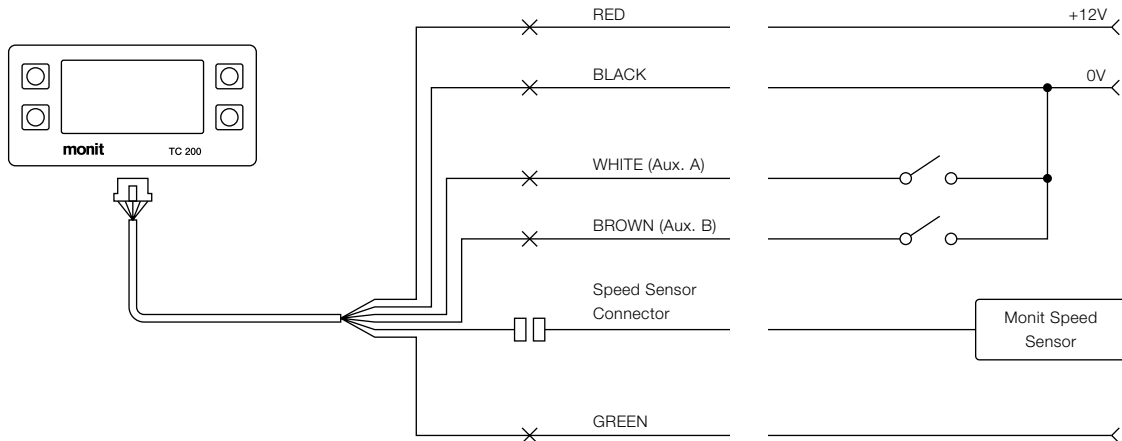 RED
+12V
BLACK
0V
monit
TC 200
WHITE (Aux. A)
BROWN (Aux. B)
Speed Sensor
Connector
Monit Speed
Sensor
GREEN